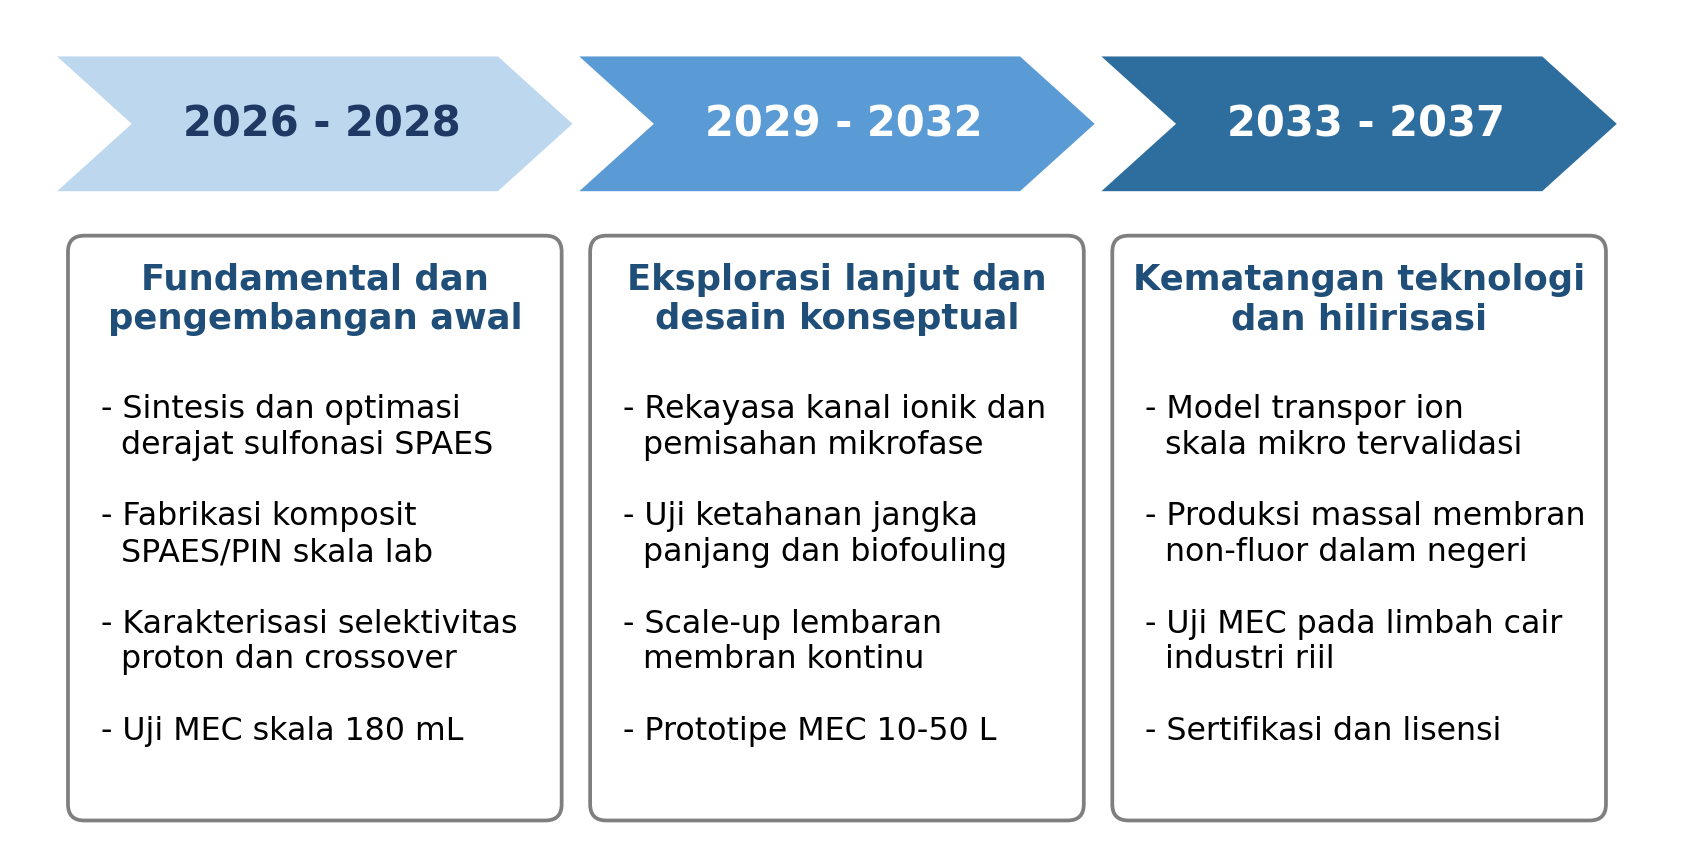 2026 - 2028
2029 - 2032
2033 - 2037
Fundamental dan
pengembangan awal
- Sintesis dan optimasi
derajat sulfonasi SPAES
- Fabrikasi komposit
SPAES/PIN skala lab
- Karakterisasi selektivitas
proton dan crossover
- Uji MEC skala 180 mL
Eksplorasi lanjut dan
desain konseptual
- Rekayasa kanal ionik dan
pemisahan mikrofase
- Uji ketahanan jangka
panjang dan biofouling
- Scale-up lembaran
membran kontinu
- Prototipe MEC 10-50 L
Kematangan teknologi
dan hilirisasi
- Model transpor ion
skala mikro tervalidasi
- Produksi massal membran
non-fluor dalam negeri
- Uji MEC pada limbah cair
industri riil
- Sertifikasi dan lisensi